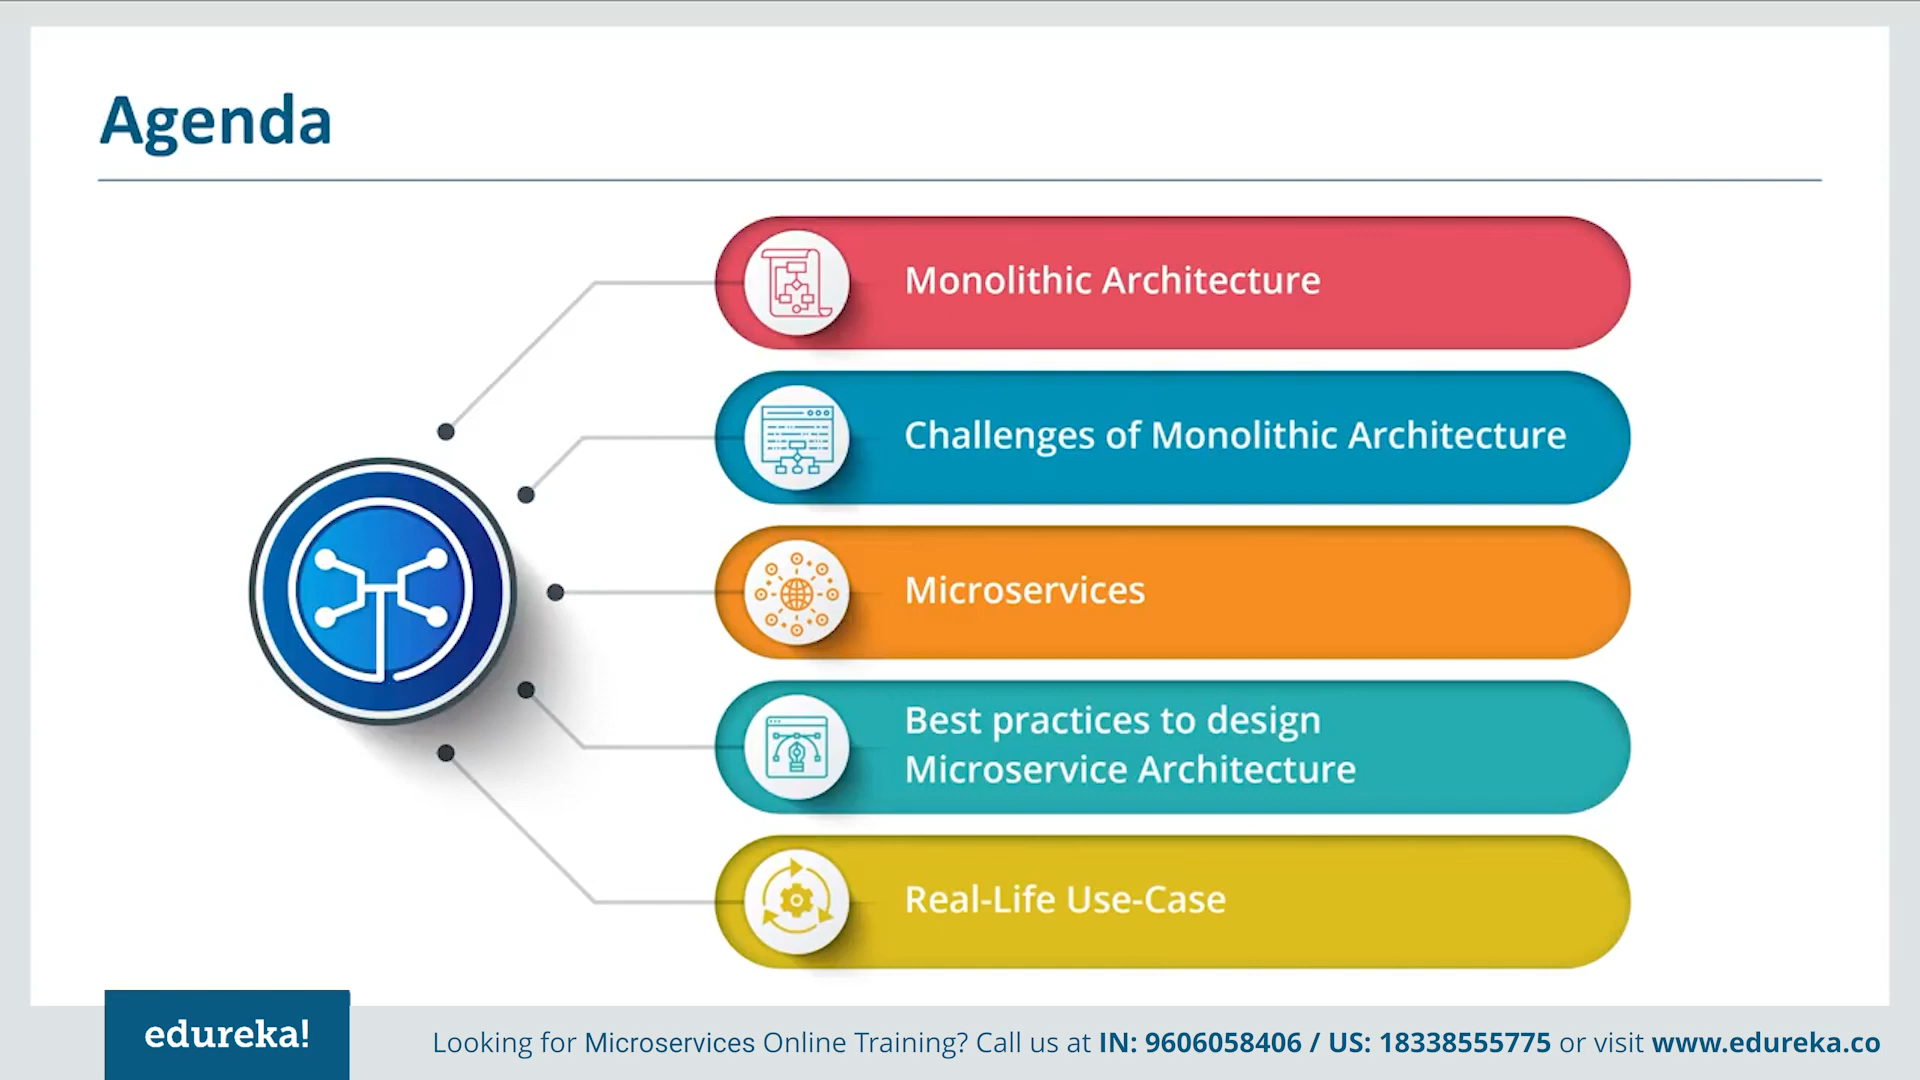 Agenda
Monolithic Architecture
Challenges of Monolithic Architecture
Microservices
Best practices to design
Microservice Architecture
Real-Life Use-Case
edureka!
Looking for Microservices Online Training? Call us at IN: 9606058406 / US: 18338555775 or visit www.edureka.co